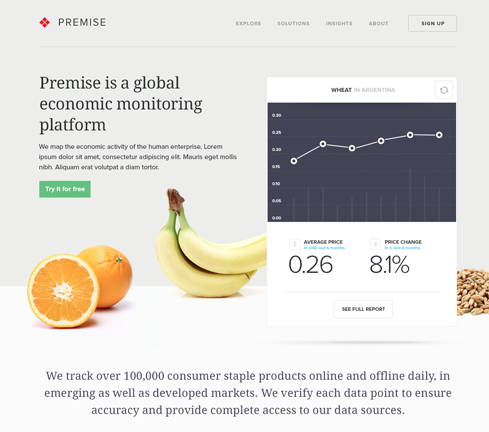 PREMISE
EXPLORE SOLUTIONS INSIGHTS ABOUT SIGN UP
Premise is a global
economic monitoring
platform
We map the economic activity of the human enterprise, Lorem
ipsum dolor sit amet, consectetur adipiscing elit. Mauris eget mollis
nibh. Aliquam erat volutpat a diam tortor.
Try it for free
WHEAT IN ARGENTINA
0.30
0.25
0.20
0.15
0.10
0.05
0.00
AVERAGE PRICE
in USD last 6 months
0.26
PRICE CHANGE
in % last 6 months
8.1%
SEE FULL REPORT
We track over 100,000 consumer staple products online and offline daily, in
emerging as well as developed markets. We verify each data point to ensure
accuracy and provide complete access to our data sources.